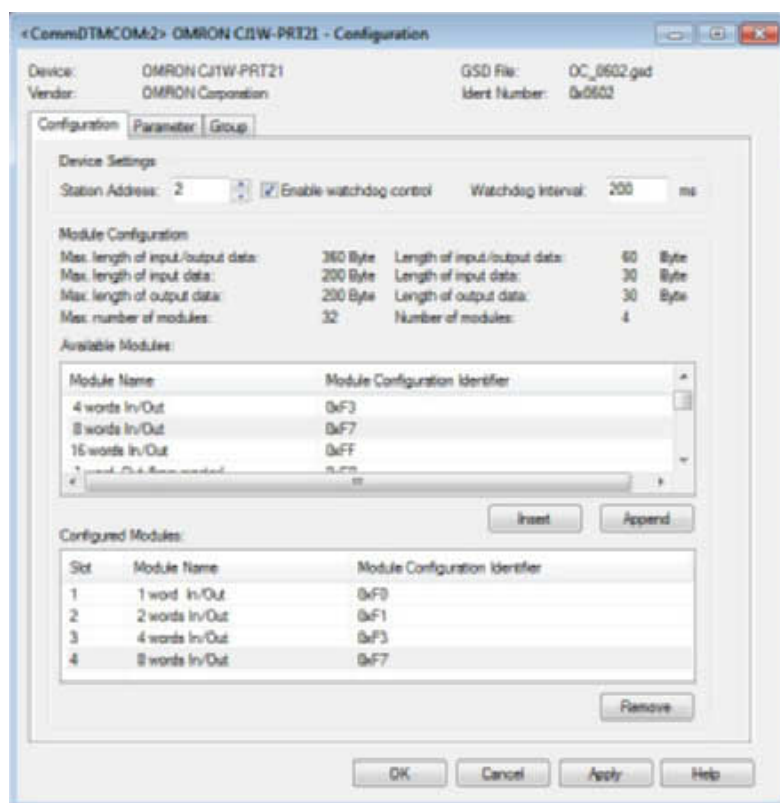 <CommDTMCOM:2> OMRON CJ1W-PRT21 - Configuration
Device: OMRON CJ1W-PRT21 GSD File: OC_0602.gsd
Vendor: OMRON Corporation Ident Number: 0x0602
Configuration Parameter Group
Device Settings
Station Address: 2 Enable watchdog control Watchdog Interval: 200 ms
Module Configuration
Max. length of input/output data: 360 Byte Length of input/output data: 60 Byte
Max. length of input data: 200 Byte Length of input data: 30 Byte
Max. length of output data: 200 Byte Length of output data: 30 Byte
Max. number of modules: 32 Number of modules: 4
Available Modules:
Module Name Module Configuration Identifier
4 words In/Out 0xF3
8 words In/Out 0xF7
16 words In/Out 0xFF
Insert Append
Configured Modules:
Slot Module Name Module Configuration Identifier
1 1 word In/Out 0xF0
2 2 words In/Out 0xF1
3 4 words In/Out 0xF3
4 8 words In/Out 0xF7
Remove
OK Cancel Apply Help